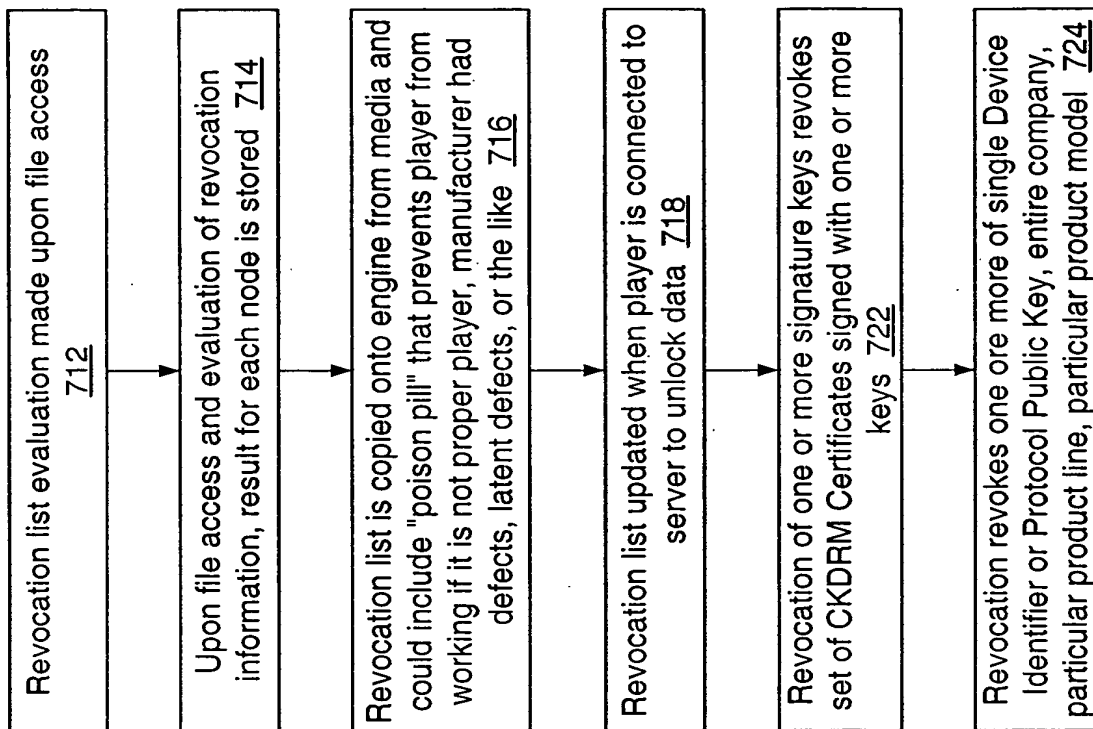 Revocation list evaluation made upon file access
712
Upon file access and evaluation of revocation
information, result for each node is stored 714
Revocation list is copied onto engine from media and
could include "poison pill" that prevents player from
working if it is not proper player, manufacturer had
defects, latent defects, or the like 716
Revocation list updated when player is connected to
server to unlock data 718
Revocation of one or more signature keys revokes
set of CKDRM Certificates signed with one or more
keys 722
Revocation revokes one ore more of single Device
Identifier or Protocol Public Key, entire company,
particular product line, particular product model 724